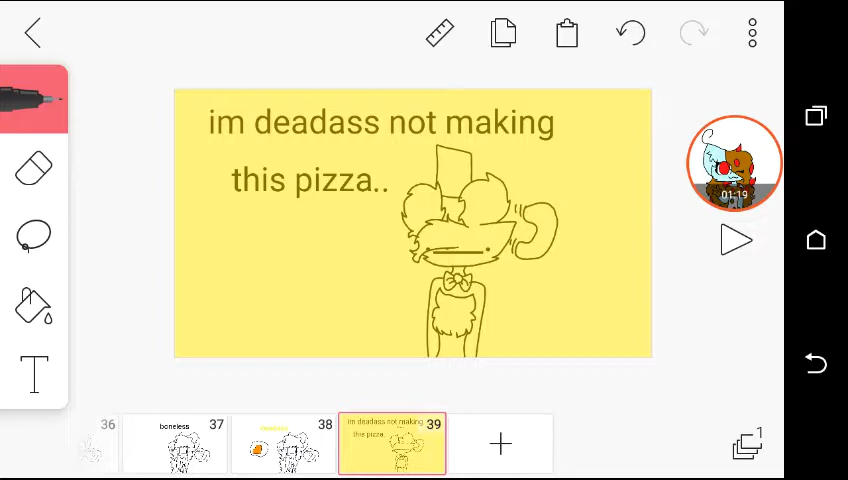 im deadass not making
this pizza..
01:19
T
36
boneless
37
38
im deadass not making
39
this pizza..
1